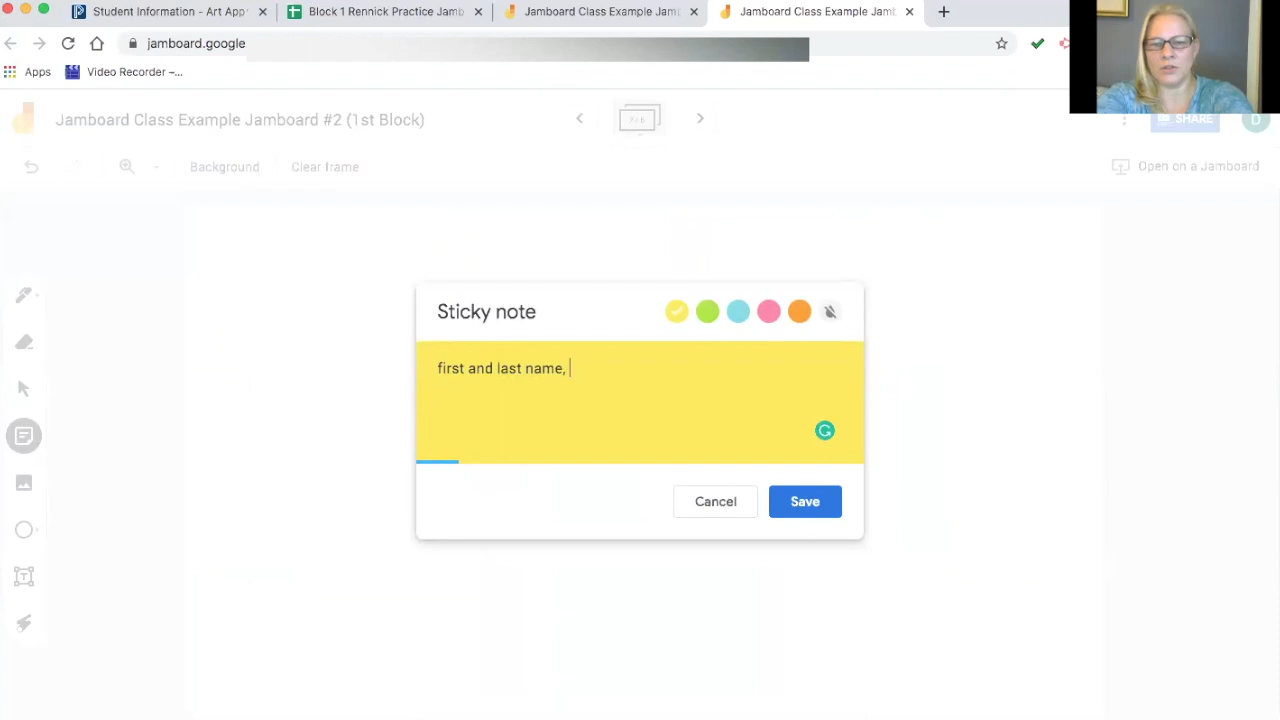 Student Information - Art App
Block 1 Rennick Practice Jamb
Jamboard Class Example Jam
Jamboard Class Example Jamb
jamboard.google
Apps
Video Recorder –...
Jamboard Class Example Jamboard #2 (1st Block)
SHARE
D
Background
Clear frame
Open on a Jamboard
Sticky note
first and last name,
Cancel
Save